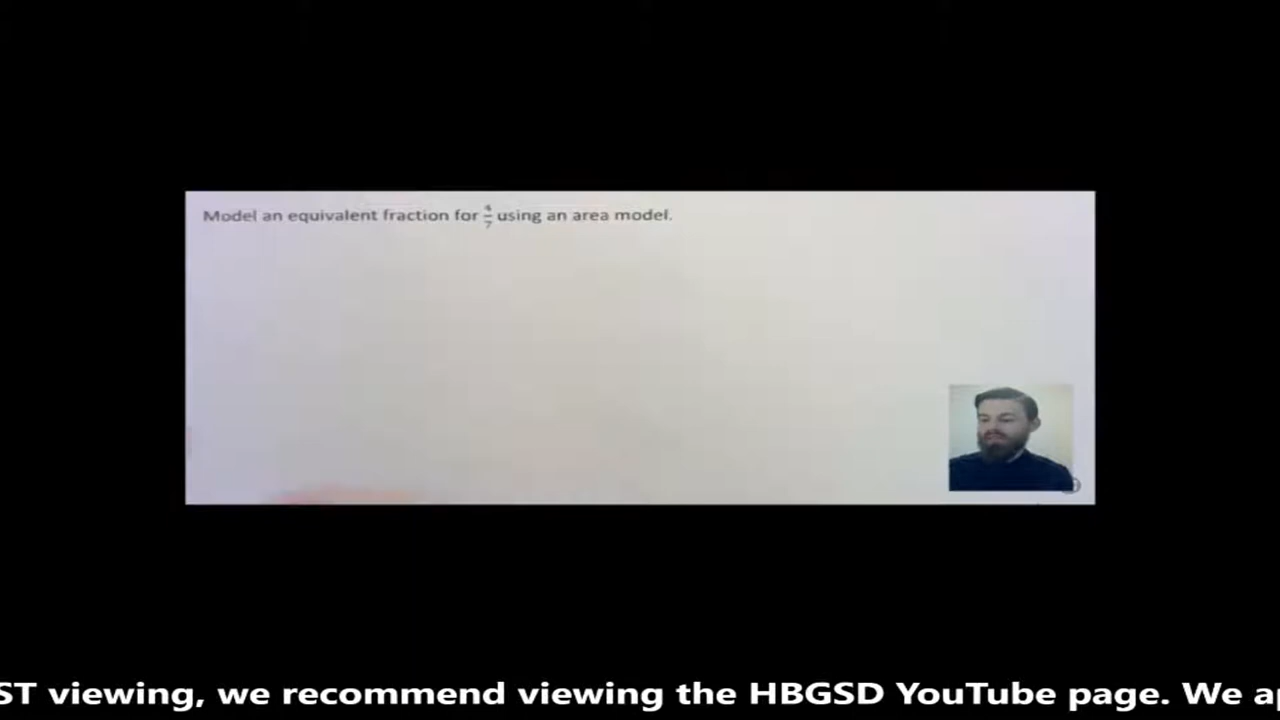 Model an equivalent fraction for 4/7 using an area model.
ST viewing, we recommend viewing the HBGSD YouTube page. We ap